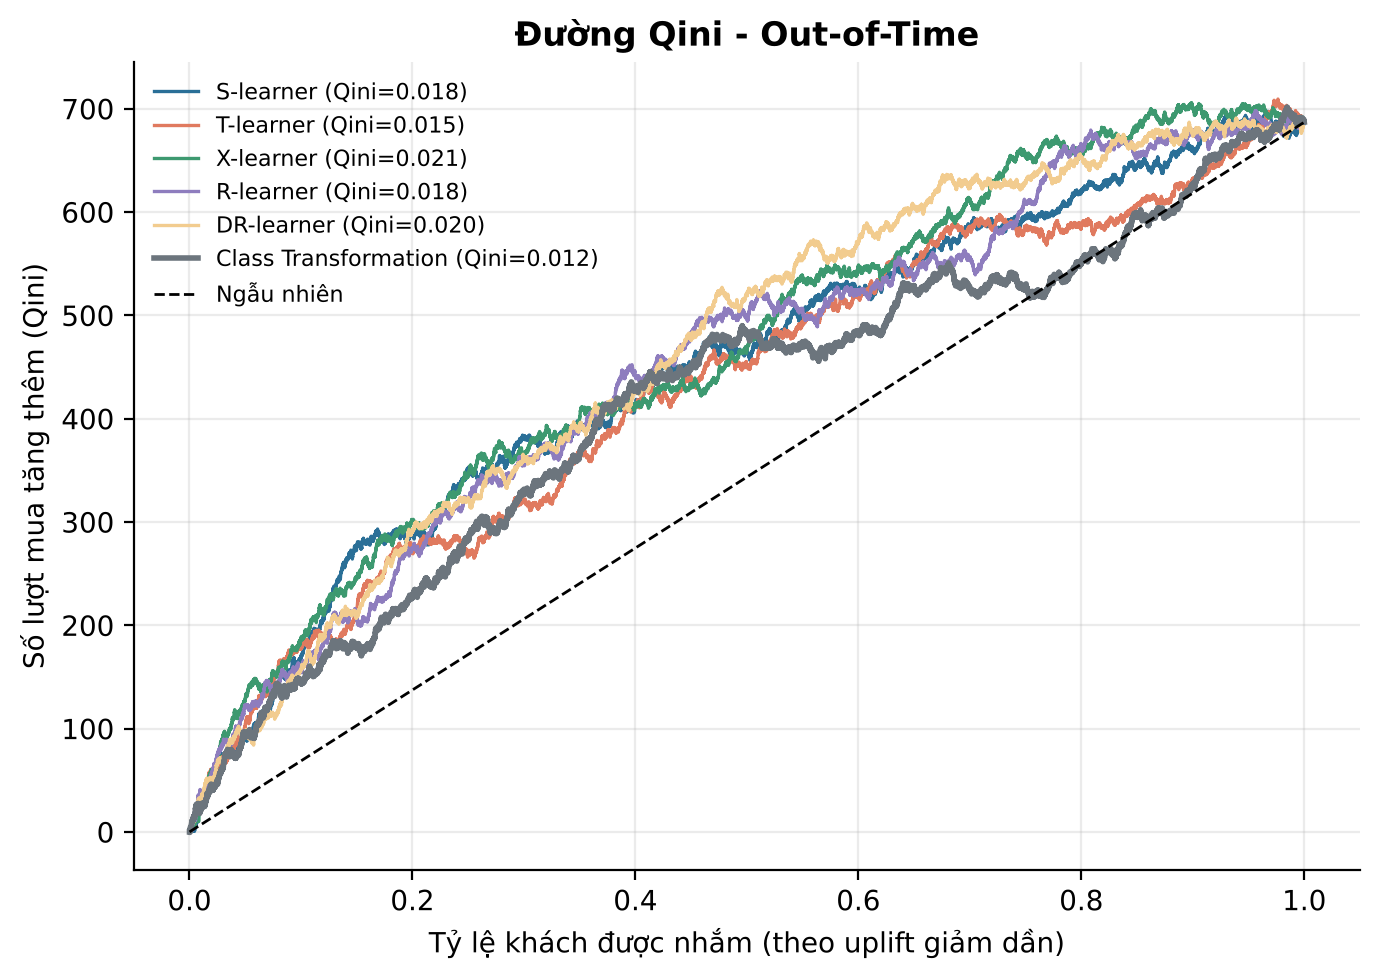 Đường Qini - Out-of-Time
S-learner (Qini=0.018)
T-learner (Qini=0.015)
X-learner (Qini=0.021)
R-learner (Qini=0.018)
DR-learner (Qini=0.020)
Class Transformation (Qini=0.012)
Ngẫu nhiên
Số lượt mua tăng thêm (Qini)
700
600
500
400
300
200
100
0
0.0 0.2 0.4 0.6 0.8 1.0
Tỷ lệ khách được nhắm (theo uplift giảm dần)